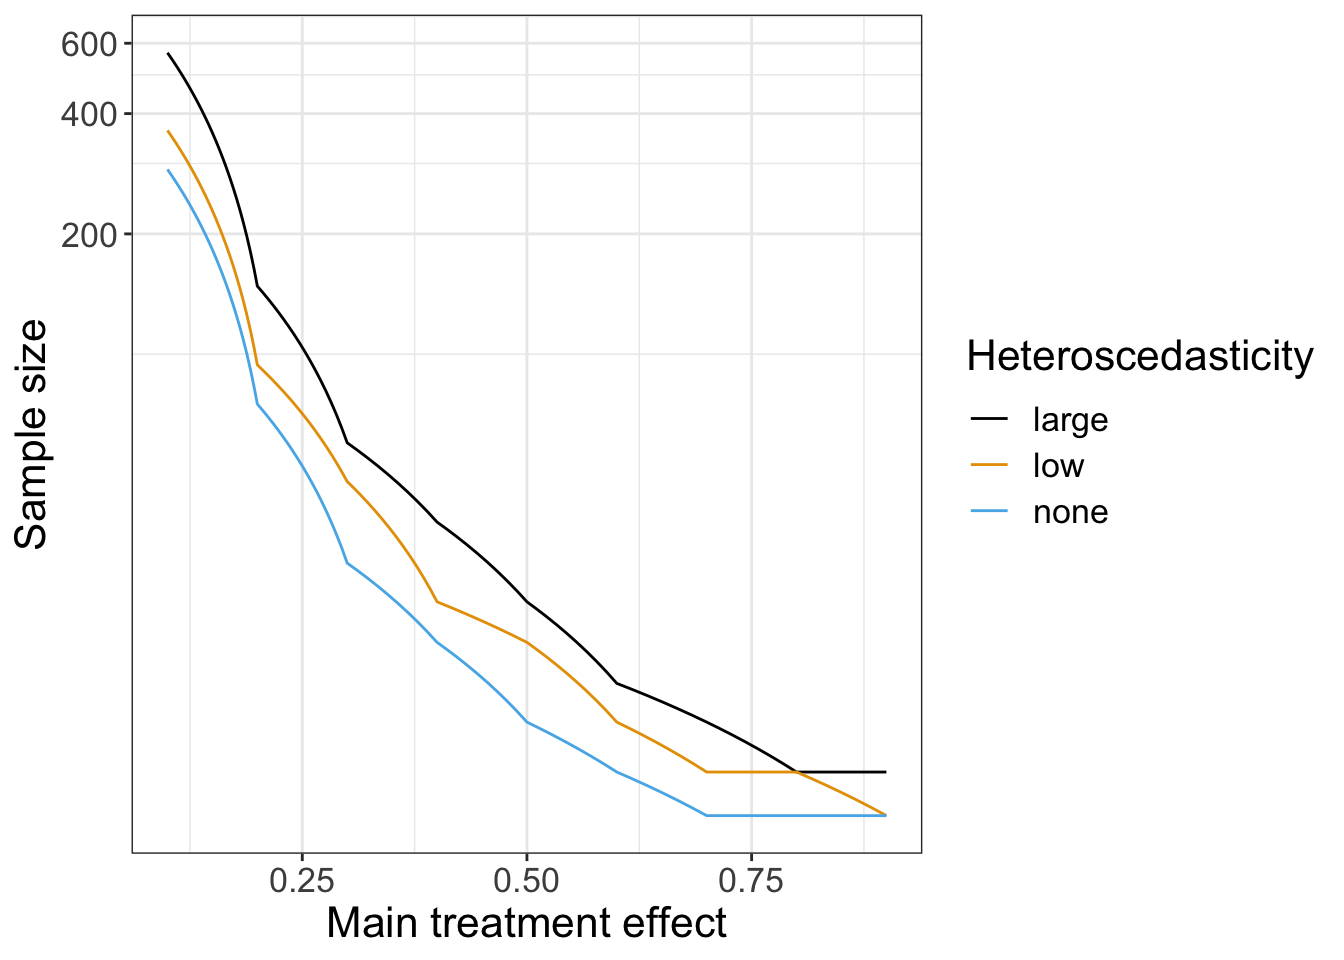 600
400
200
Sample size
0.25 0.50 0.75
Main treatment effect
Heteroscedasticity
large
low
none